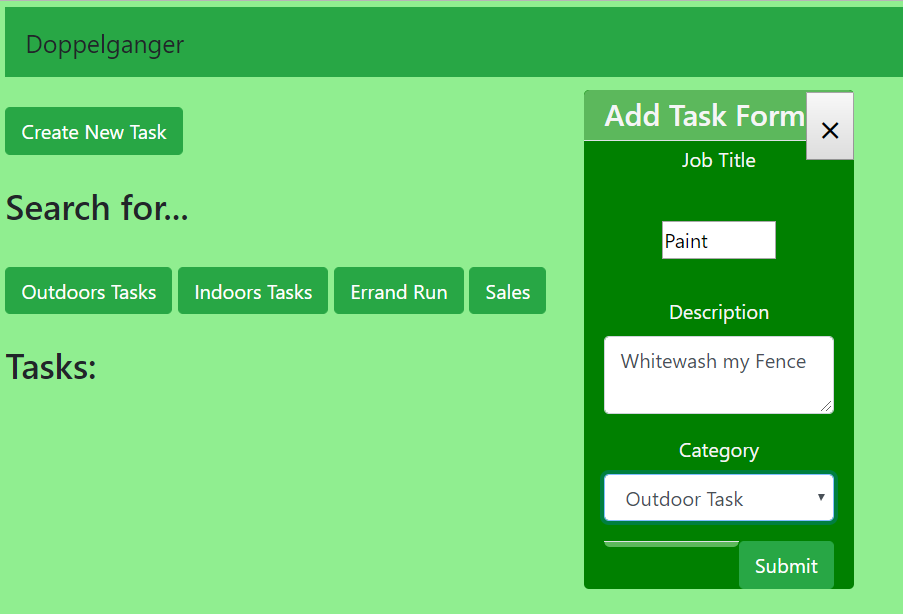 Doppelganger
Create New Task
Search for...
Outdoors Tasks Indoors Tasks Errand Run Sales
Tasks:
Add Task Form ×
Job Title
Paint
Description
Whitewash my Fence
Category
Outdoor Task
Submit